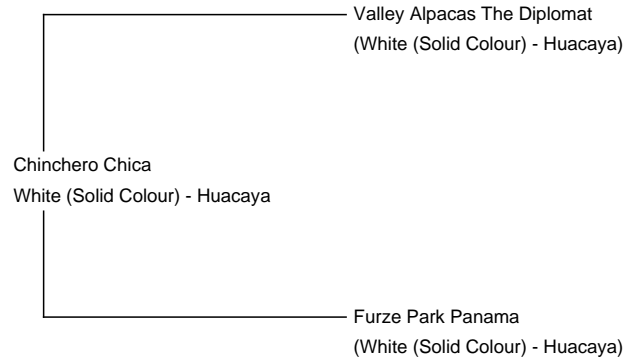 Valley Alpacas The Diplomat
(White (Solid Colour) - Huacaya)
Chinchero Chica
White (Solid Colour) - Huacaya
Furze Park Panama
(White (Solid Colour) - Huacaya)